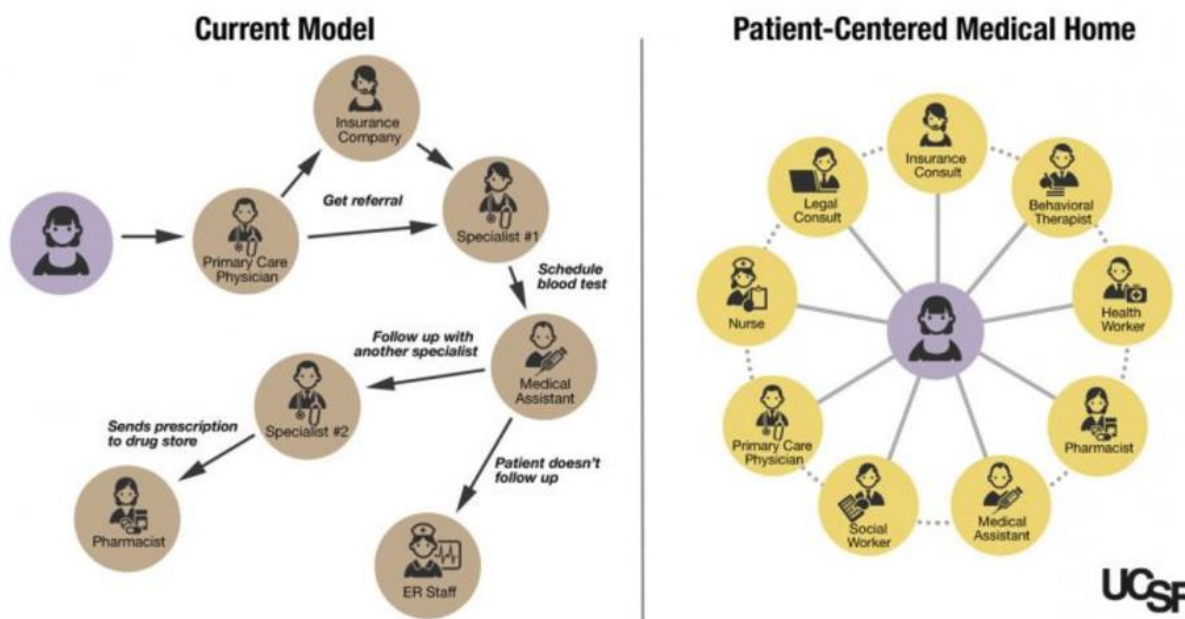 Current Model
Insurance
Company
Get referral
Specialist #1
Primary Care
Physician
Schedule
blood test
Follow up with
another specialist
Medical
Assistant
Specialist #2
Sends prescription
to drug store
Patient doesn't
follow up
Pharmacist
ER Staff
Patient-Centered Medical Home
Insurance
Consult
Legal
Consult
Behavioral
Therapist
Nurse
Health
Worker
Primary Care
Physician
Pharmacist
Social
Worker
Medical
Assistant
UCSF